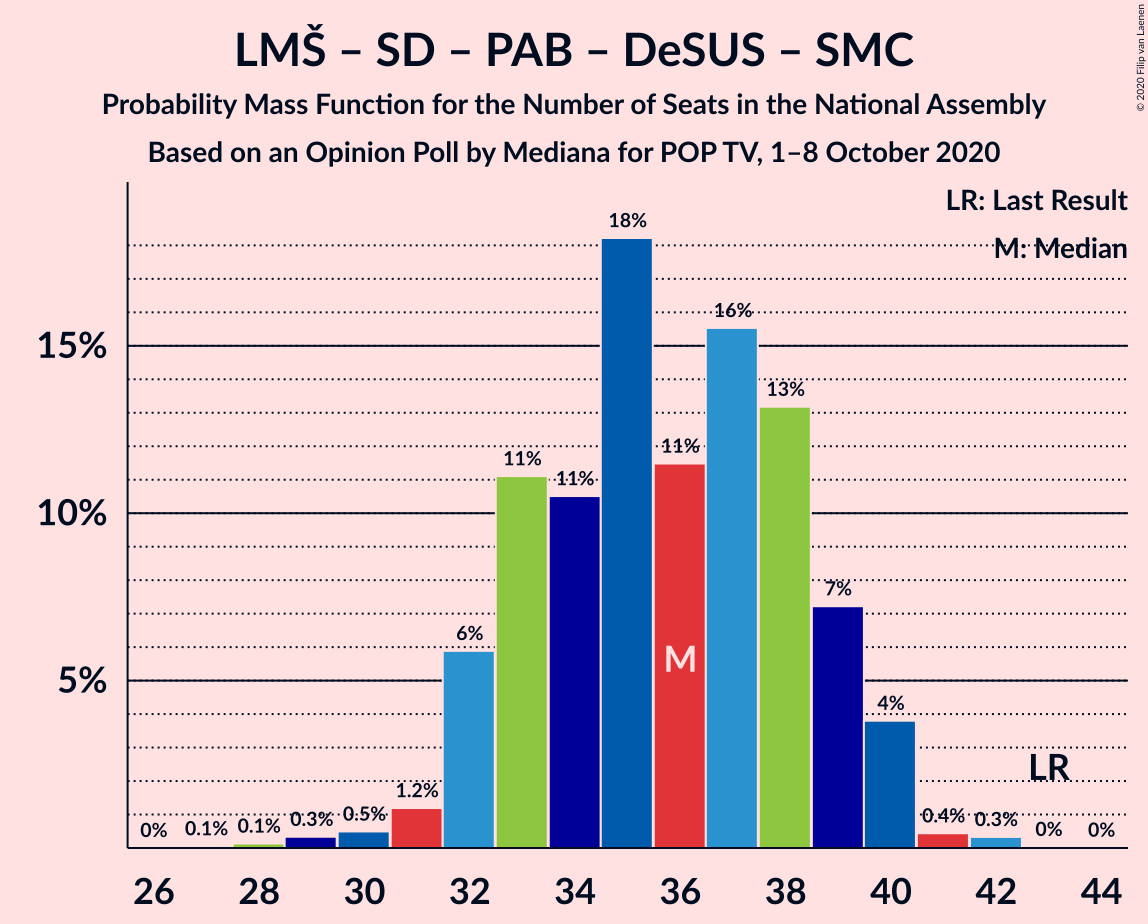 LMŠ – SD – PAB – DeSUS – SMC
Probability Mass Function for the Number of Seats in the National Assembly
Based on an Opinion Poll by Mediana for POP TV, 1–8 October 2020
© 2020 Filip van Laenen
LR: Last Result
M: Median
15%
10%
5%
0%
0.1%
0.1%
0.3%
0.5%
1.2%
6%
11%
11%
18%
11%
16%
13%
7%
4%
0.4%
0.3%
0%
0%
M
LR
26 28 30 32 34 36 38 40 42 44